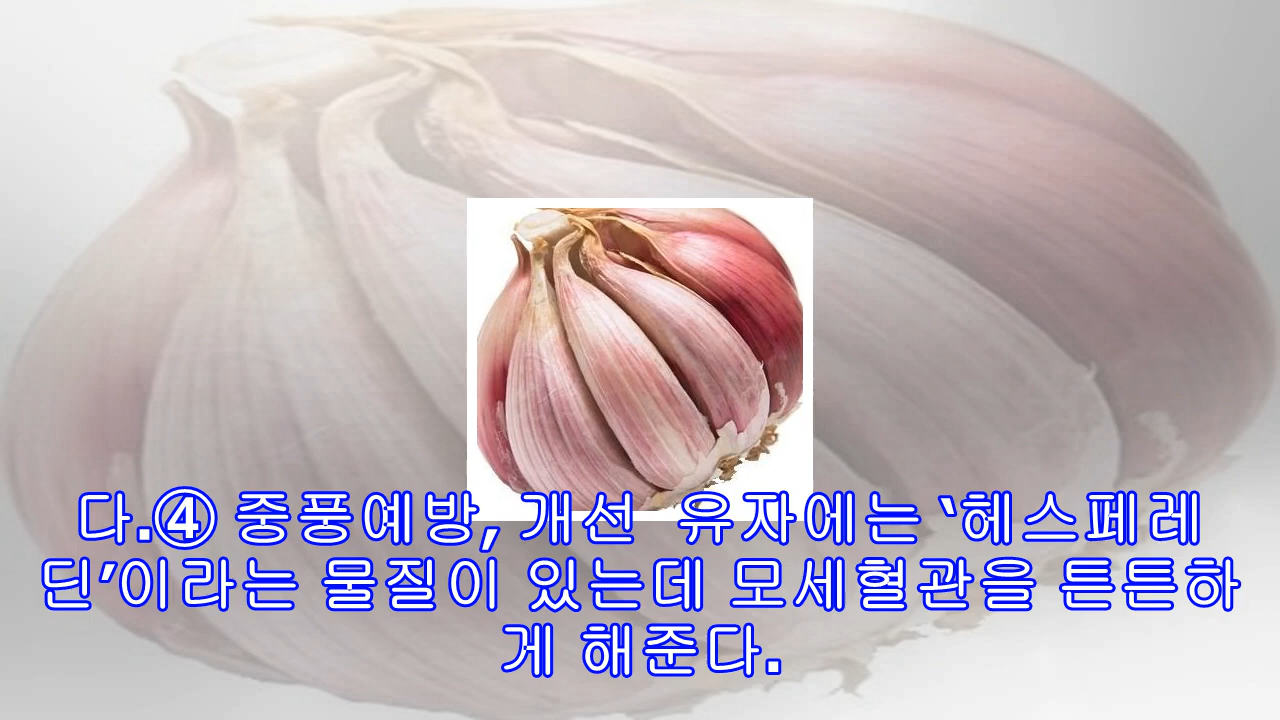 다.④ 중풍예방, 개선  유자에는 ‘헤스페레
딘’이라는 물질이 있는데 모세혈관을 튼튼하
게 해준다.